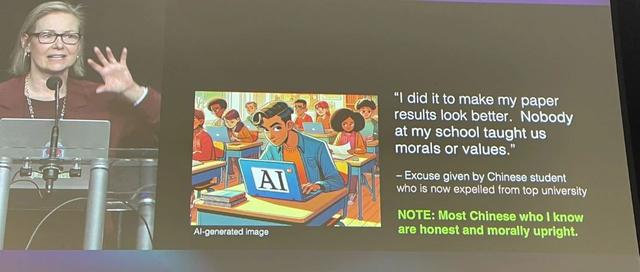 "I did it to make my paper
results look better.  Nobody
at my school taught us
morals or values."
– Excuse given by Chinese student
who is now expelled from top university
NOTE: Most Chinese who I know
are honest and morally upright.
AI
AI-generated image